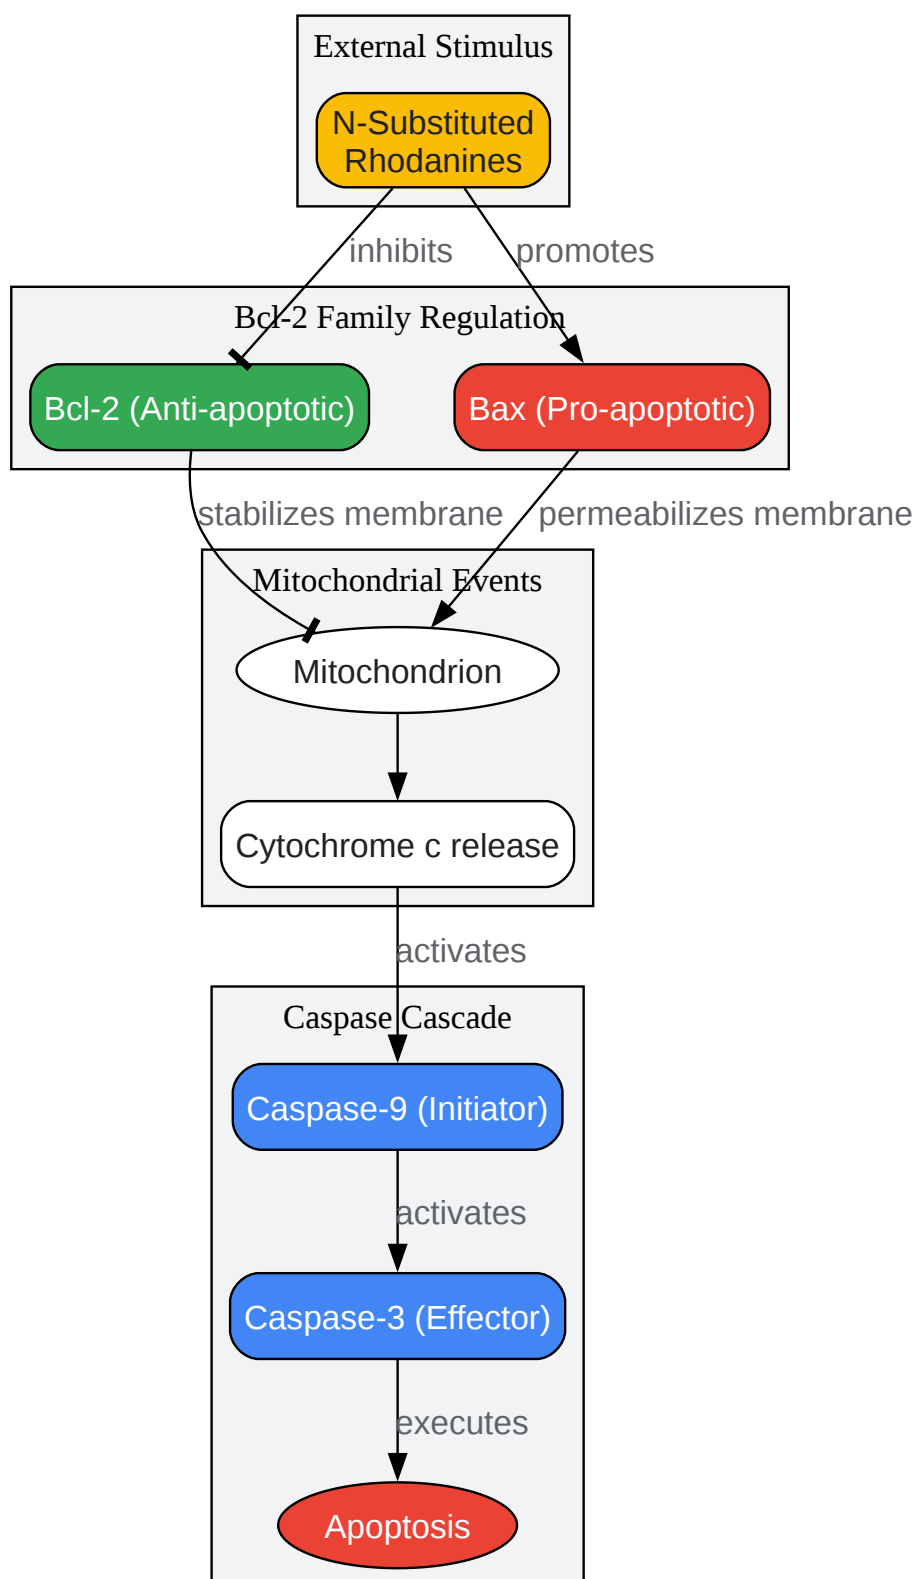 External Stimulus
N-Substituted
Rhodanines
inhibits
promotes
Bcl-2 Family Regulation
Bcl-2 (Anti-apoptotic)
Bax (Pro-apoptotic)
stabilizes membrane
permeabilizes membrane
Mitochondrial Events
Mitochondrion
Cytochrome c release
activates
Caspase Cascade
Caspase-9 (Initiator)
activates
Caspase-3 (Effector)
executes
Apoptosis